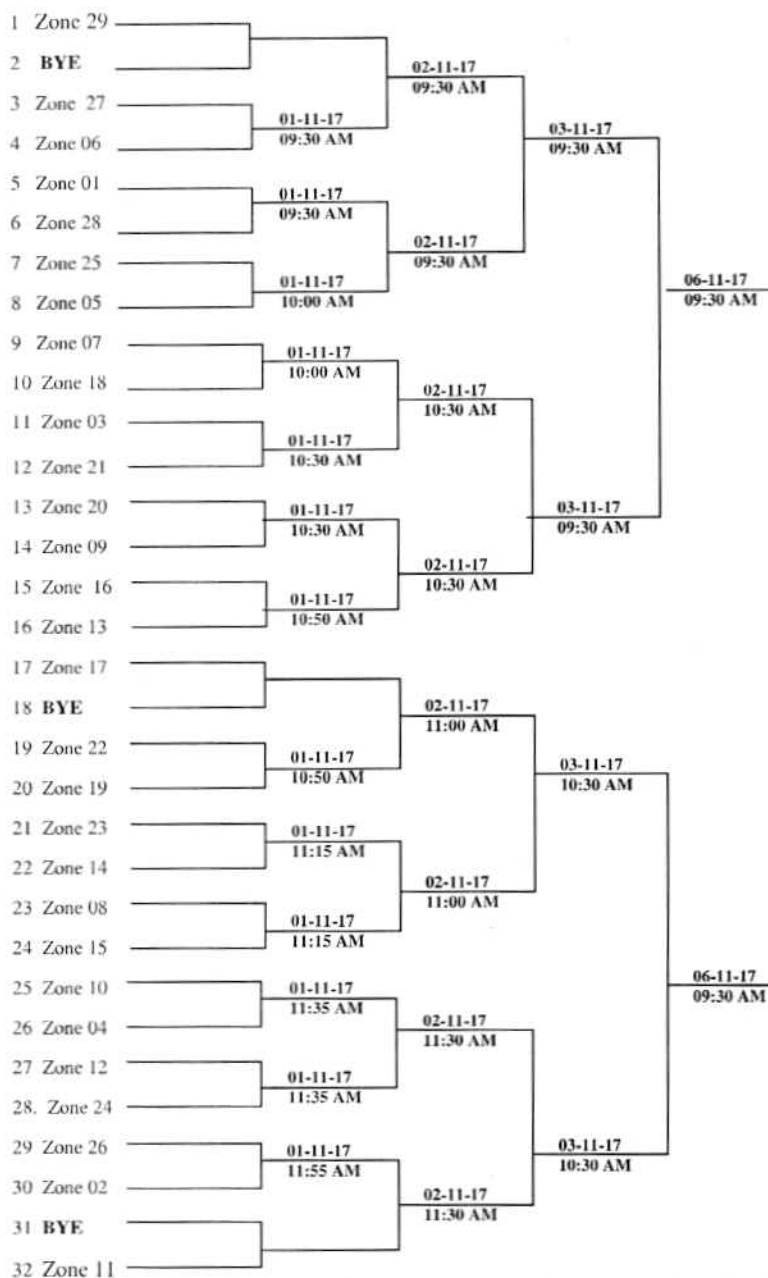 1 Zone 29
2 BYE
02-11-17
09:30 AM
3 Zone 27
01-11-17
4 Zone 06
09:30 AM
03-11-17
09:30 AM
5 Zone 01
01-11-17
09:30 AM
6 Zone 28
02-11-17
09:30 AM
7 Zone 25
01-11-17
10:00 AM
8 Zone 05
06-11-17
09:30 AM
9 Zone 07
01-11-17
10:00 AM
10 Zone 18
02-11-17
10:30 AM
11 Zone 03
01-11-17
10:30 AM
12 Zone 21
13 Zone 20
01-11-17
10:30 AM
03-11-17
09:30 AM
14 Zone 09
02-11-17
10:30 AM
15 Zone 16
01-11-17
10:50 AM
16 Zone 13
17 Zone 17
18 BYE
02-11-17
11:00 AM
19 Zone 22
01-11-17
10:50 AM
20 Zone 19
03-11-17
10:30 AM
21 Zone 23
01-11-17
11:15 AM
22 Zone 14
02-11-17
11:00 AM
23 Zone 08
01-11-17
11:15 AM
24 Zone 15
25 Zone 10
01-11-17
11:35 AM
06-11-17
09:30 AM
26 Zone 04
02-11-17
11:30 AM
27 Zone 12
01-11-17
11:35 AM
28. Zone 24
29 Zone 26
01-11-17
11:55 AM
03-11-17
10:30 AM
30 Zone 02
02-11-17
11:30 AM
31 BYE
32 Zone 11